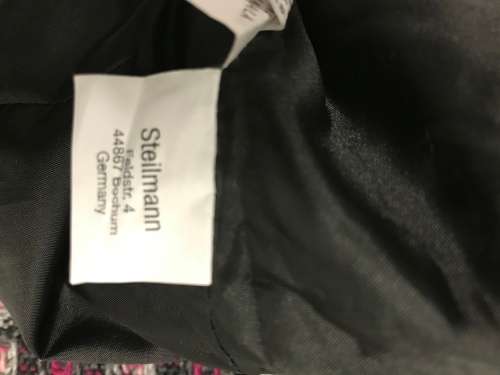 Steilmann
Feldstr. 4
44867 Bochum
Germany